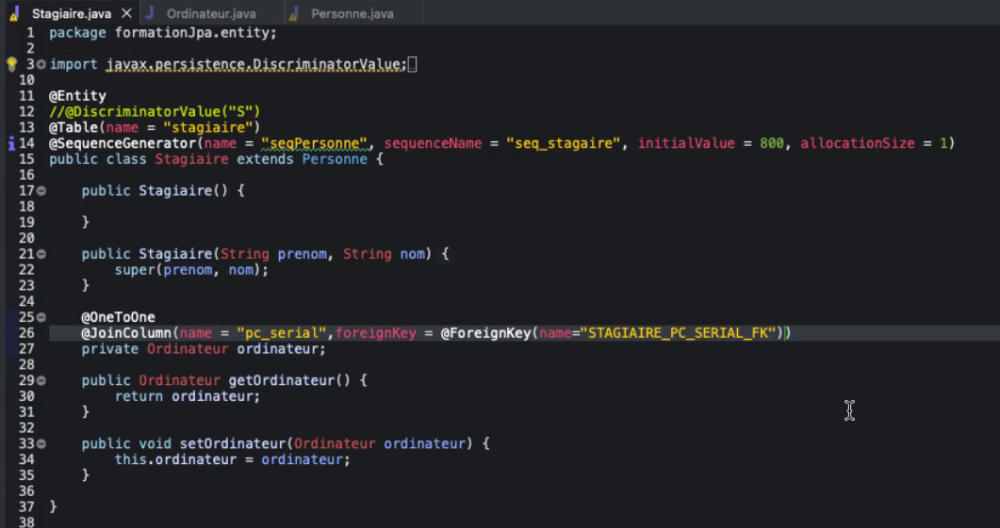 Stagiaire.java Ordinateur.java Personne.java
1 package formationJpa.entity;
2
3 import javax.persistence.DiscriminatorValue;
10
11 @Entity
12 //@DiscriminatorValue("S")
13 @Table(name = "stagiaire")
14 @SequenceGenerator(name = "seqPersonne", sequenceName = "seq_stagaire", initialValue = 800, allocationSize = 1)
15 public class Stagiaire extends Personne {
16
17 public Stagiaire() {
18
19 }
20
21 public Stagiaire(String prenom, String nom) {
22 super(prenom, nom);
23 }
24
25 @OneToOne
26 @JoinColumn(name = "pc_serial",foreignKey = @ForeignKey(name="STAGIAIRE_PC_SERIAL_FK"))
27 private Ordinateur ordinateur;
28
29 public Ordinateur getOrdinateur() {
30 return ordinateur;
31 }
32
33 public void setOrdinateur(Ordinateur ordinateur) {
34 this.ordinateur = ordinateur;
35 }
36
37 }
38